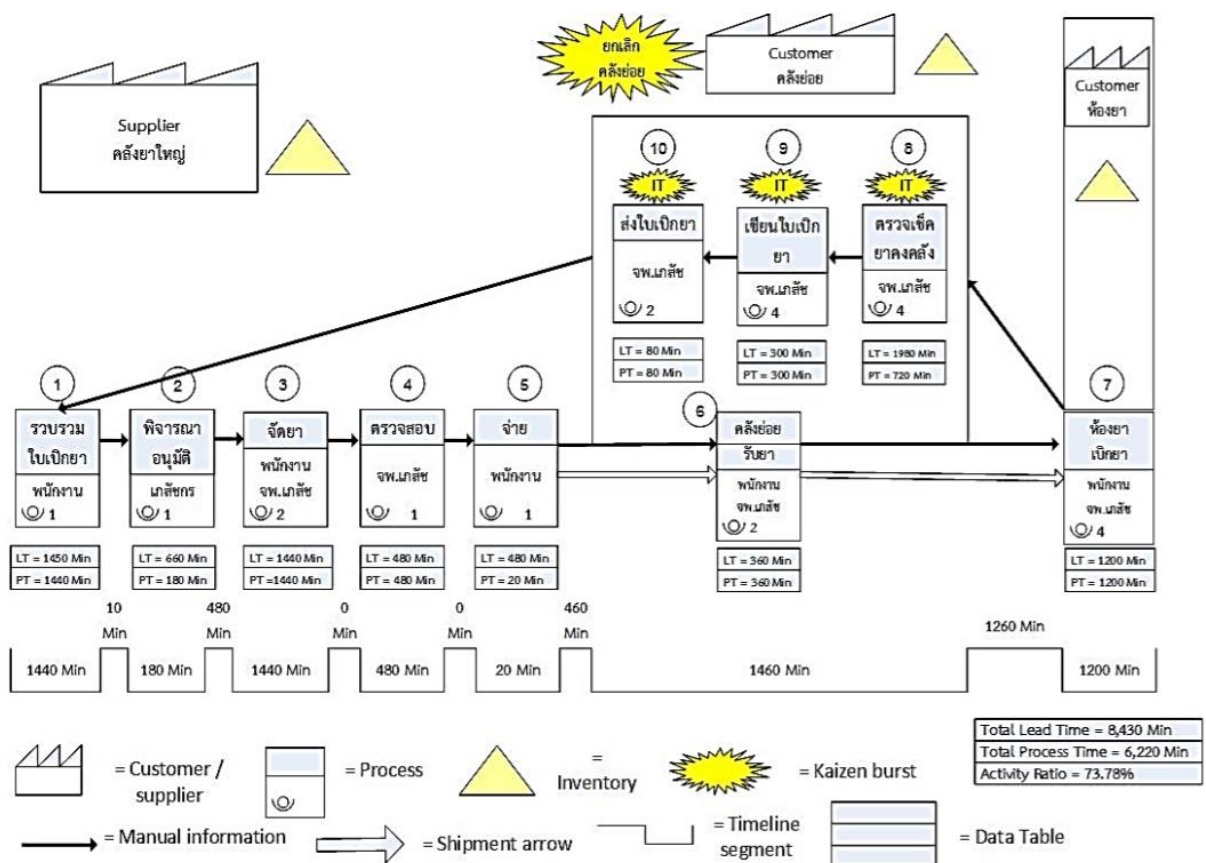 ยกเลิก
คลังย่อย
Customer
คลังย่อย
Customer
ห้องยา
Supplier
คลังยาใหญ่
10
9
8
IT
IT
IT
ส่งใบเบิกยา
เขียนใบเบิก
ยา
ตรวจเช็ค
ยาคงคลัง
จพ.เภสัช
จพ.เภสัช
จพ.เภสัช
2
4
4
LT = 80 Min
PT = 80 Min
LT = 300 Min
PT = 300 Min
LT = 1980 Min
PT = 720 Min
1
2
3
4
5
6
7
รวบรวม
ใบเบิกยา
พนักงาน
1
พิจารณา
อนุมัติ
เภสัชกร
1
จัดยา
พนักงาน
จพ.เภสัช
2
ตรวจสอบ
จพ.เภสัช
1
จ่าย
พนักงาน
1
คลังย่อย
รับยา
พนักงาน
จพ.เภสัช
2
ห้องยา
เบิกยา
พนักงาน
จพ.เภสัช
4
LT = 1450 Min
PT = 1440 Min
LT = 660 Min
PT = 180 Min
LT = 1440 Min
PT =1440 Min
LT = 480 Min
PT = 480 Min
LT = 480 Min
PT = 20 Min
LT = 360 Min
PT = 360 Min
LT = 1200 Min
PT = 1200 Min
10
Min
480
Min
0
Min
0
Min
460
Min
1260 Min
1440 Min
180 Min
1440 Min
480 Min
20 Min
1460 Min
1200 Min
Total Lead Time = 8,430 Min
Total Process Time = 6,220 Min
Activity Ratio = 73.78%
= Customer /
supplier
= Process
=
Inventory
= Kaizen burst
= Manual information
= Shipment arrow
= Timeline
segment
= Data Table